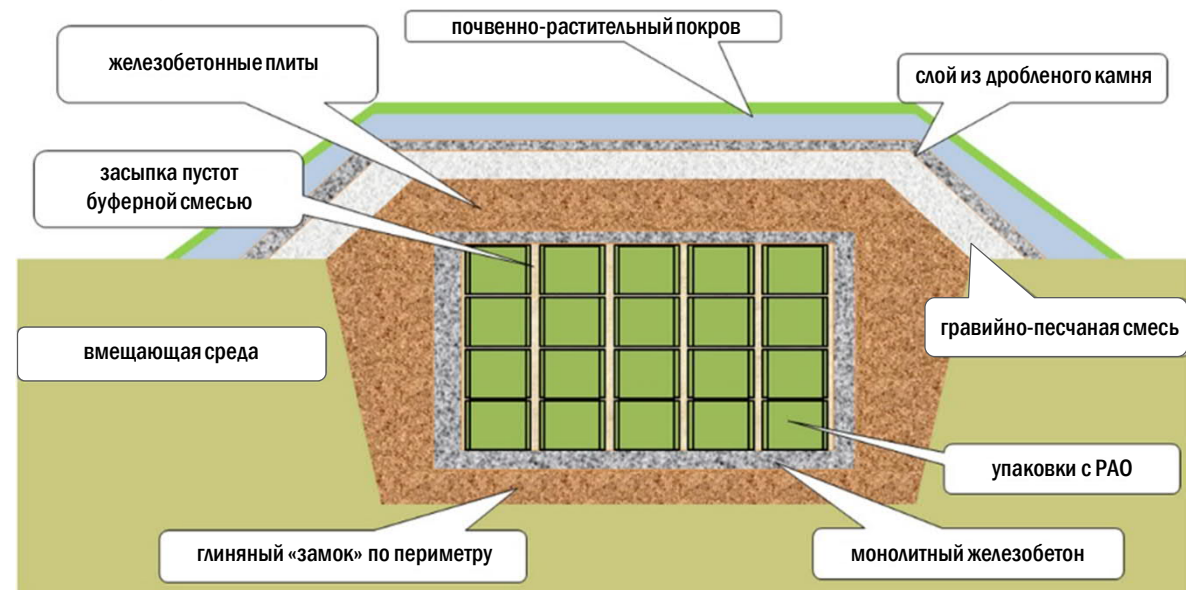 почвенно-растительный покров
железобетонные плиты
слой из дробленого камня
засыпка пустот
буферной смесью
гравийно-песчаная смесь
вмещающая среда
упаковки с РАО
глиняный «замок» по периметру
монолитный железобетон